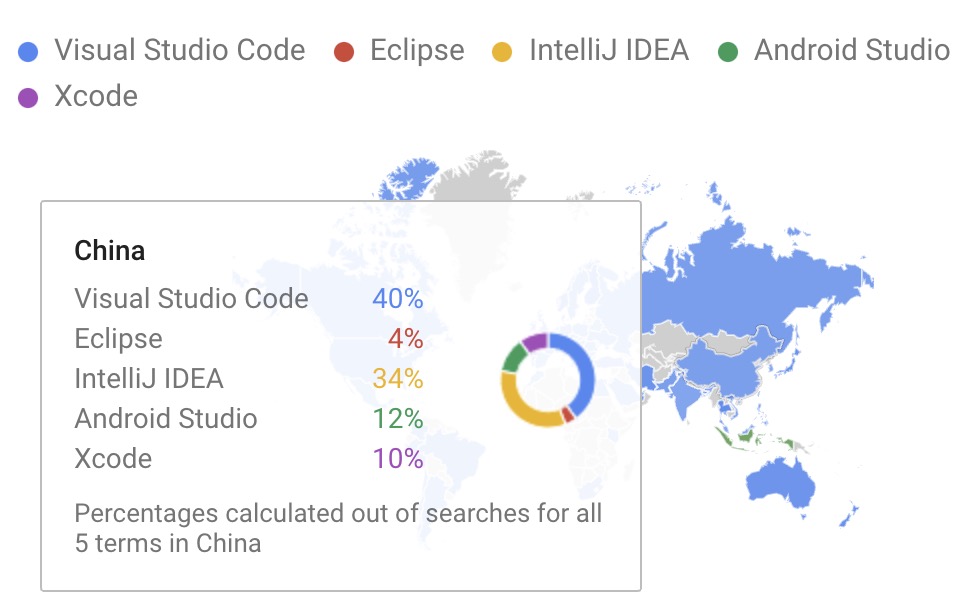 Visual Studio Code Eclipse IntelliJ IDEA Android Studio
Xcode
China
Visual Studio Code 40%
Eclipse 4%
IntelliJ IDEA 34%
Android Studio 12%
Xcode 10%
Percentages calculated out of searches for all
5 terms in China